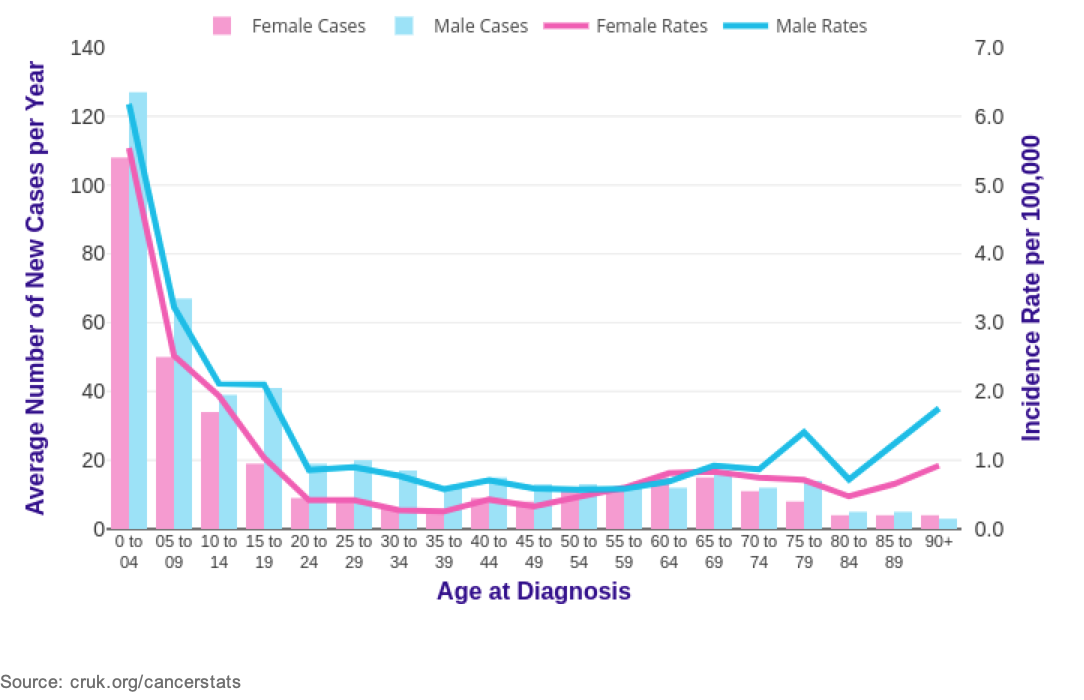 Female Cases Male Cases Female Rates Male Rates
Average Number of New Cases per Year
140
120
100
80
60
40
20
0
7.0
6.0
5.0
4.0
3.0
2.0
1.0
0.0
Incidence Rate per 100,000
0 to 05 to 10 to 15 to 20 to 25 to 30 to 35 to 40 to 45 to 50 to 55 to 60 to 65 to 70 to 75 to 80 to 85 to 90+
04 09 14 19 24 29 34 39 44 49 54 59 64 69 74 79 84 89
Age at Diagnosis
Source: cruk.org/cancerstats